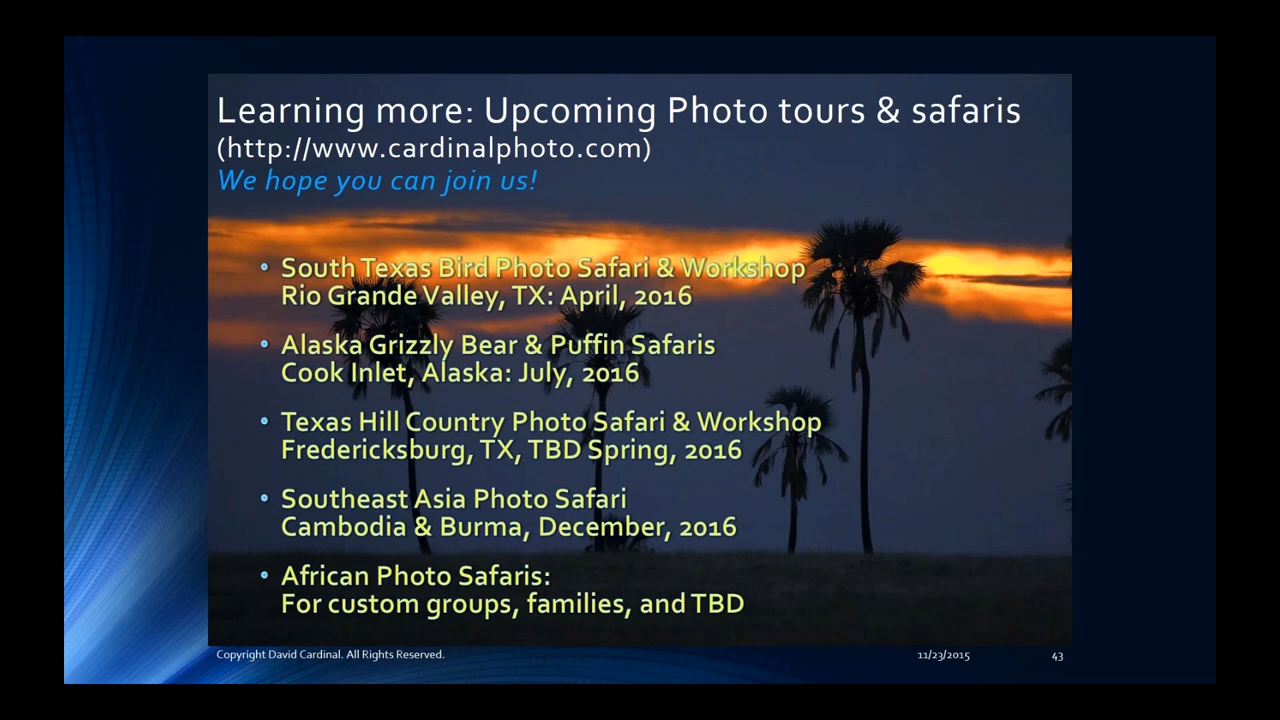 Learning more: Upcoming Photo tours & safaris
(http://www.cardinalphoto.com)
We hope you can join us!
• South Texas Bird Photo Safari & Workshop
Rio Grande Valley, TX: April, 2016
• Alaska Grizzly Bear & Puffin Safaris
Cook Inlet, Alaska: July, 2016
• Texas Hill Country Photo Safari & Workshop
Fredericksburg, TX, TBD Spring, 2016
• Southeast Asia Photo Safari
Cambodia & Burma, December, 2016
• African Photo Safaris:
For custom groups, families, and TBD
Copyright David Cardinal. All Rights Reserved. 11/23/2015 43